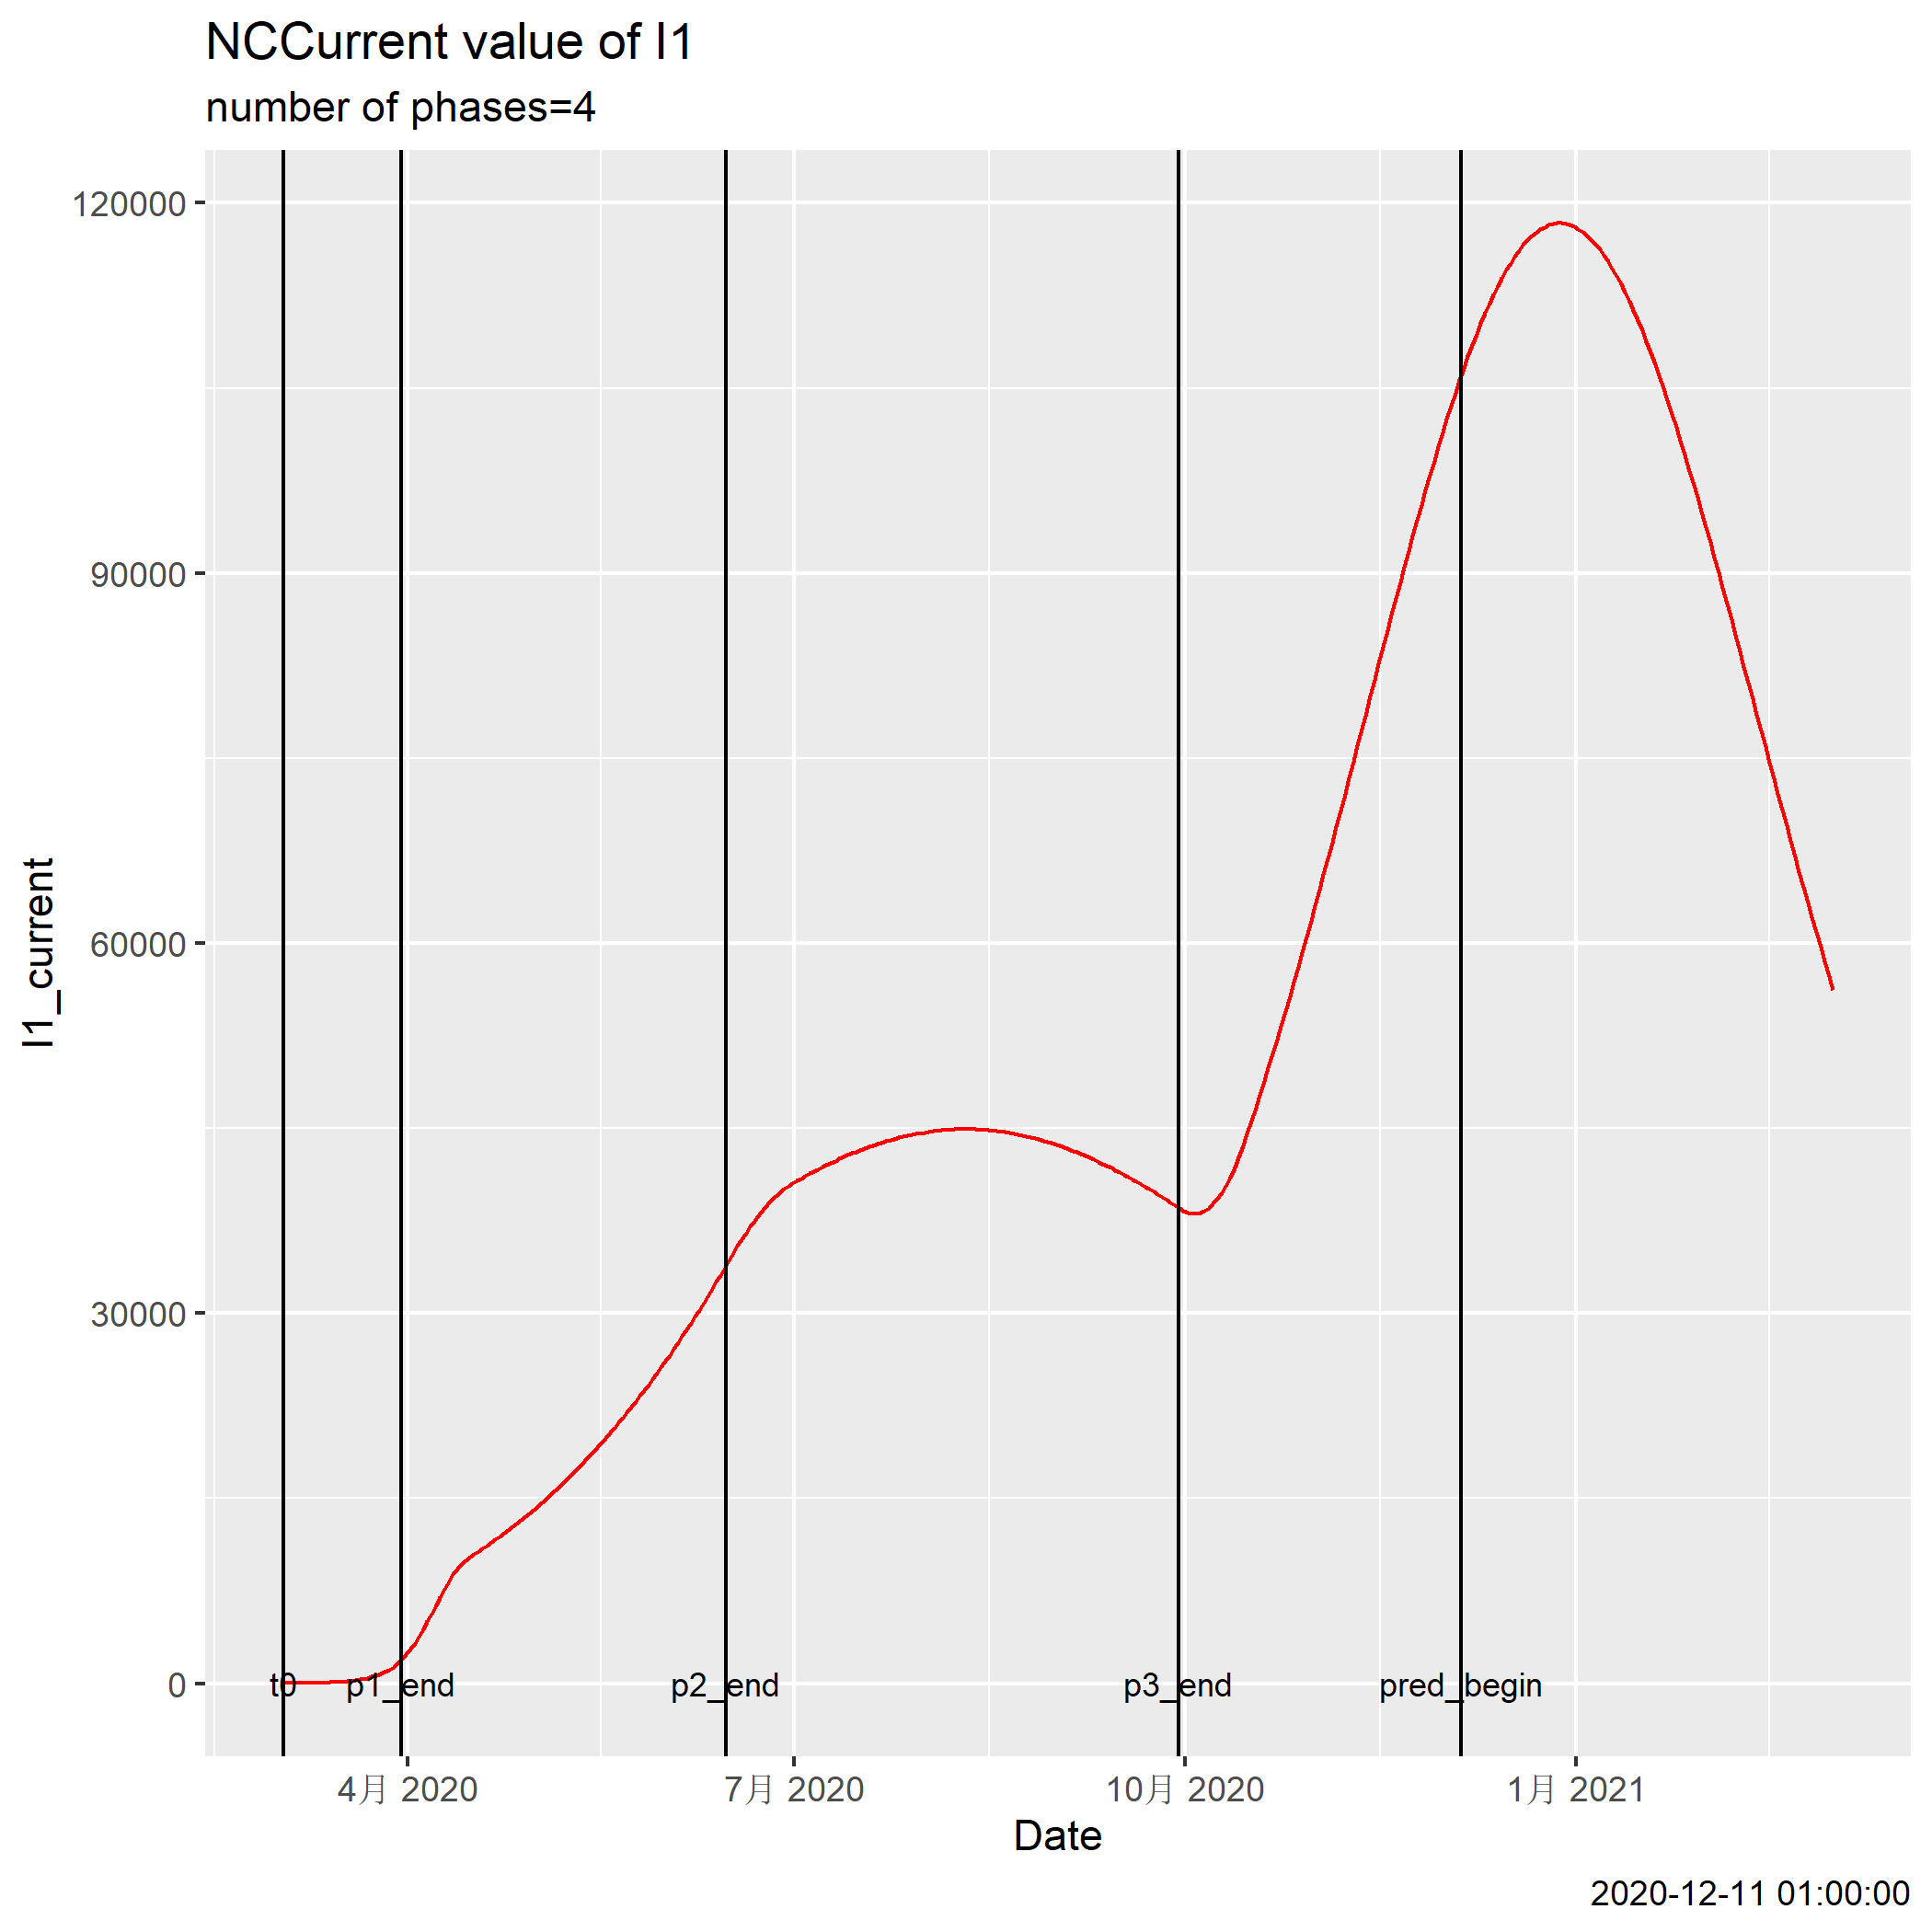 NCCurrent value of I1
number of phases=4
120000
90000
60000
30000
0
I1_current
t0
p1_end
p2_end
p3_end
pred_begin
4月 2020
7月 2020
10月 2020
1月 2021
Date
2020-12-11 01:00:00